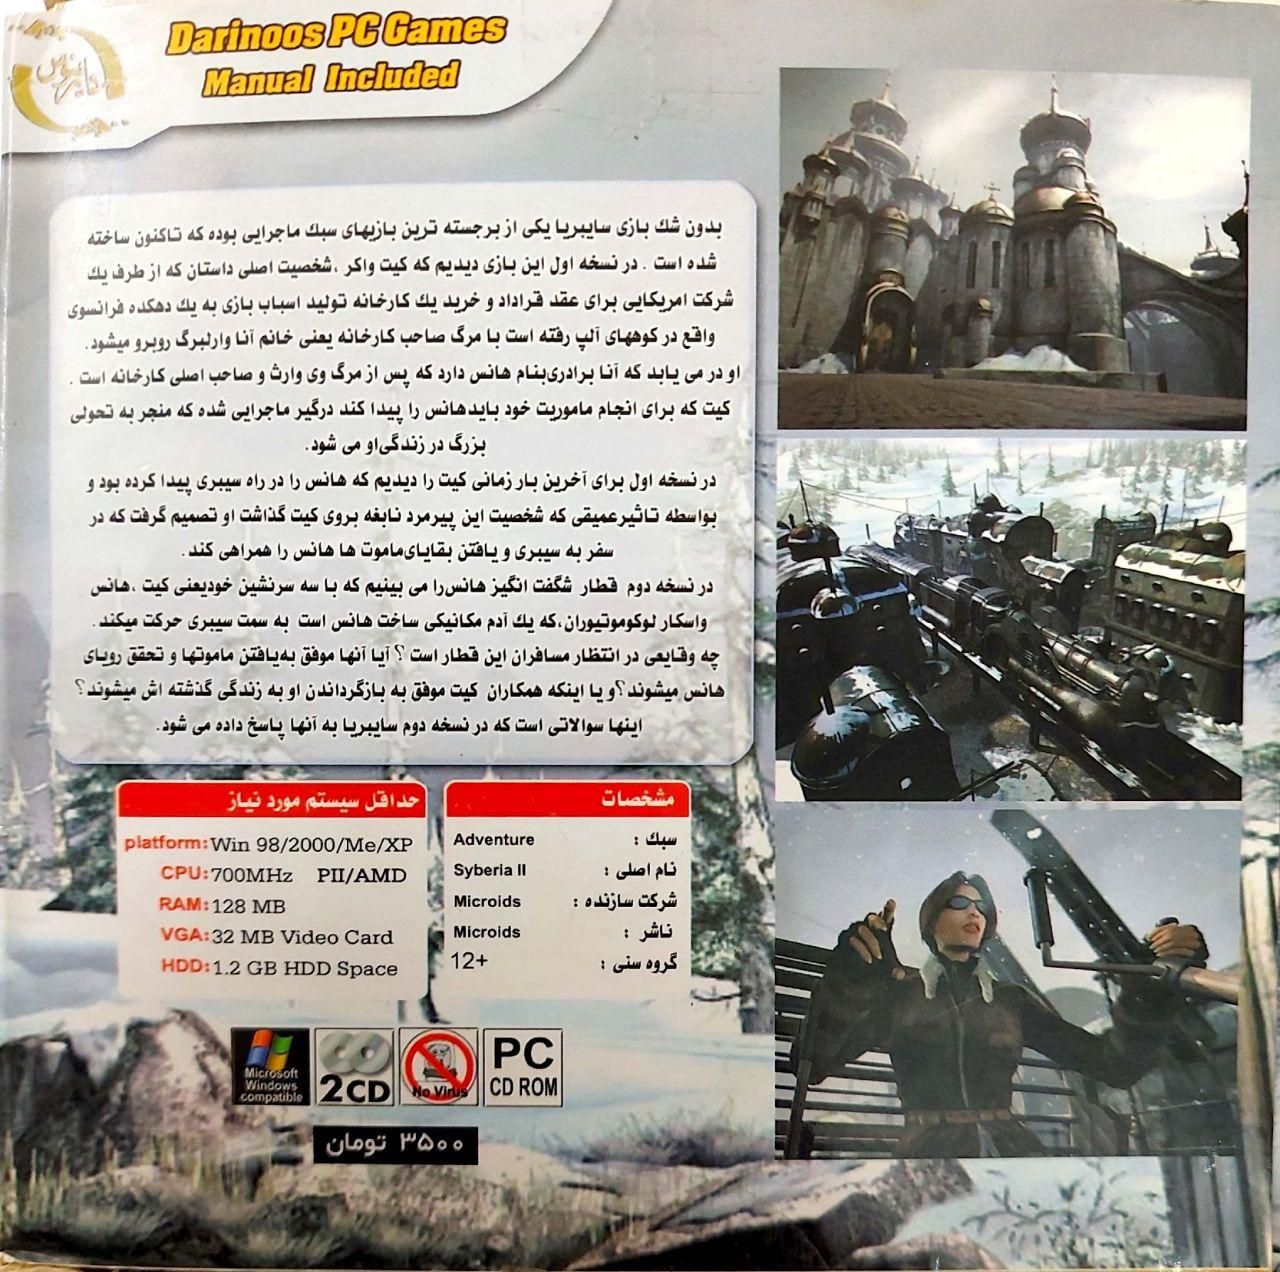 Darinoos PC Games
Manual Included
دارینوس
بدون شك بازی سایبریا یکی از برجسته ترین بازیهای سبك ماجرایی بوده که تاکنون ساخته
شده است . در نسخه اول این بازی دیدیم که کیت واکر ،شخصیت اصلی داستان که از طرف یك
شرکت امریکایی برای عقد قراداد و خرید یك کارخانه تولید اسباب بازی به یك دهکده فرانسوی
واقع در کوههای آلپ رفته است با مرگ صاحب کارخانه یعنی خانم آنا وارلبرگ روبرو میشود.
او در می یابد که آنا برادری‌بنام هانس دارد که پس از مرگ وی وارث و صاحب اصلی کارخانه است .
کیت که برای انجام ماموریت خود بایدهانس را پیدا کند درگیر ماجرایی شده که منجر به تحولی
بزرگ در زندگی‌او می شود.
در نسخه اول برای آخرین بار زمانی کیت را دیدیم که هانس را در راه سیبری پیدا کرده بود و
بواسطه تاثیرعمیقی که شخصیت این پیرمرد نابغه بروی کیت گذاشت او تصمیم گرفت که در
سفر به سیبری و یافتن بقایای‌ماموت ها هانس را همراهی کند.
در نسخه دوم قطار شگفت انگیز هانس‌را می بینیم که با سه سرنشین خودیعنی کیت ،هانس
واسکار لوکوموتیوران،که یك آدم مکانیکی ساخت هانس است به سمت سیبری حرکت میکند.
چه وقایعی در انتظار مسافران این قطار است ؟ آیا آنها موفق به‌یافتن ماموتها و تحقق رویای
هانس میشوند؟و یا اینکه همکاران کیت موفق به بازگرداندن او به زندگی گذشته اش میشوند؟
اینها سوالاتی است که در نسخه دوم سایبریا به آنها پاسخ داده می شود.
مشخصات
سبك : Adventure
نام اصلی : Syberia II
شرکت سازنده : Microids
ناشر : Microids
گروه سنی : 12+
حداقل سیستم مورد نیاز
platform: Win 98/2000/Me/XP
CPU: 700MHz PII/AMD
RAM: 128 MB
VGA: 32 MB Video Card
HDD: 1.2 GB HDD Space
Microsoft
Windows
compatible
2CD
No Virus
PC
CD ROM
۳۵۰۰ تومان